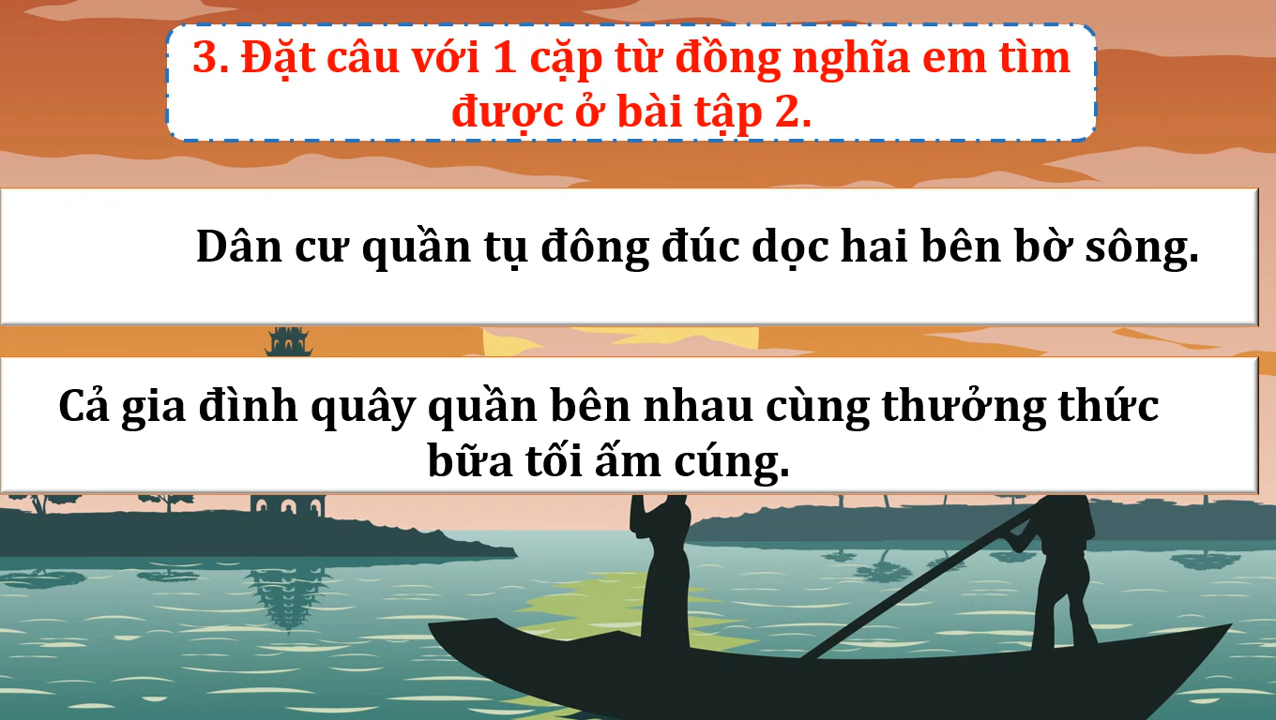 3. Đặt câu với 1 cặp từ đồng nghĩa em tìm
được ở bài tập 2.
Dân cư quần tụ đông đúc dọc hai bên bờ sông.
Cả gia đình quây quần bên nhau cùng thưởng thức
bữa tối ấm cúng.